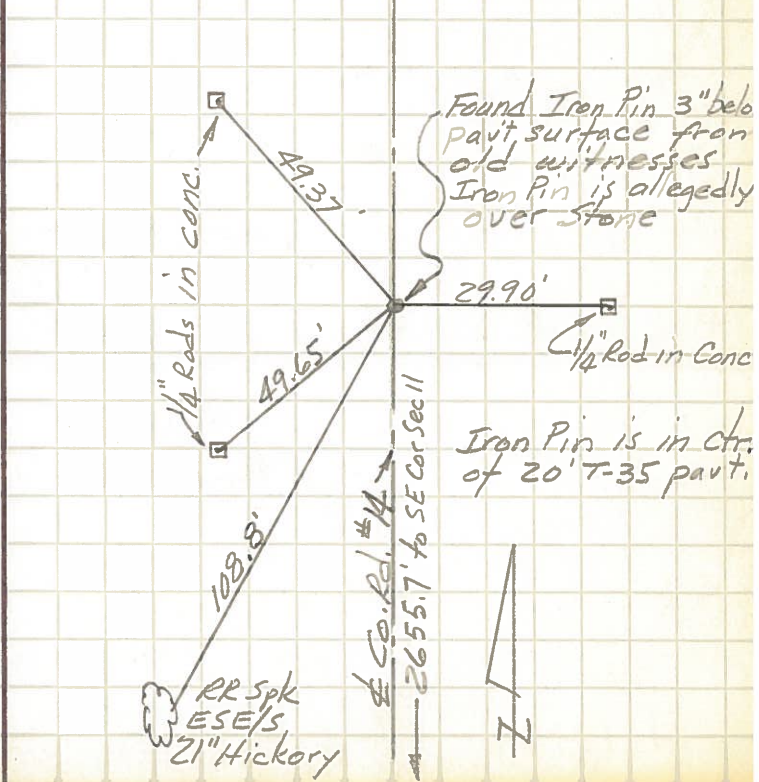 Found Iron Pin 3" belo
pav't surface from
old witnesses
Iron Pin is allegedly
over Stone
49.37'
1/4" Rods in conc.
29.90'
1/4" Rod in Conc
49.65'
Iron Pin is in ctr.
of 20' T-35 pavt.
108.8'
℄ Co. Rd. #14
2655.7' to SE Cor Sec 11
RR Spk
ESE/S
21" Hickory
N